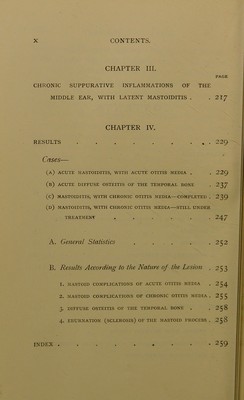 X CONTENTS.
CHAPTER III.
PAGE
CHRONIC SUPPURATIVE INFLAMMATIONS OF THE
MIDDLE EAR, WITH LATENT MASTOIDITIS . . 217
CHAPTER IV.
RESULTS . . . . . . . . 229
Cases—
(A) ACUTE MASTOIDITIS, WITH ACUTE OTITIS MEDIA . . 229
(B) ACUTE DIFFUSE OSTEITIS OF THE TEMPORAL BONE . 237
(C) MASTOIDITIS, WITH CHRONIC OTITIS MEDIA—COMPLETED . 239
(D) MASTOIDITIS, WITH CHRONIC OTITIS MEDIA—STILL UNDER
TREATMENT . . . . . . . 247
A. General Statistics . . . . . 252
B. Results According to the Nature of the Lesion . 253
1. MASTOID COMPLICATIONS OF ACUTE OTITIS MEDIA . 254
2. MASTOID COMPLICATIONS OF CHRONIC OTITIS MEDIA . 255
3. DIFFUSE OSTEITIS OF THE TEMPORAL BONE . . 258
4. EBURNATION (SCLEROSIS) OF THE MASTOID PROCESS . 258
INDEX . . . . . . . . . 259